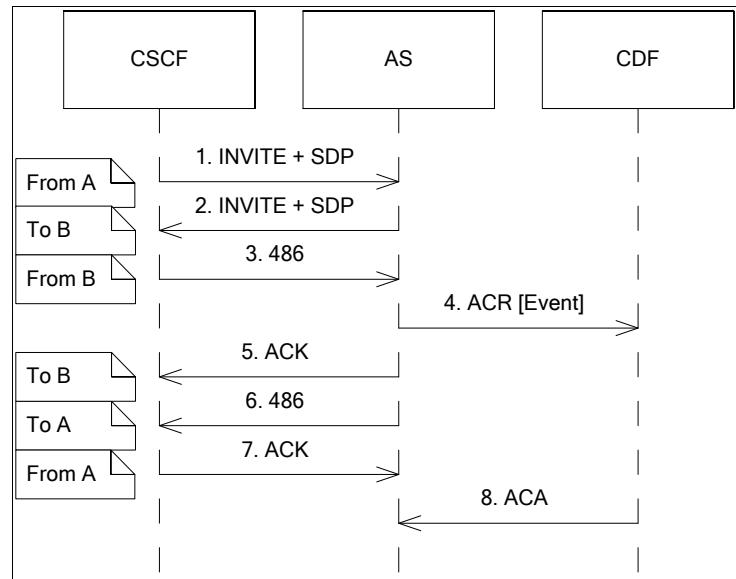 CSCF
AS
CDF
1. INVITE + SDP
From A
2. INVITE + SDP
To B
3. 486
From B
4. ACR [Event]
5. ACK
To B
6. 486
To A
7. ACK
From A
8. ACA